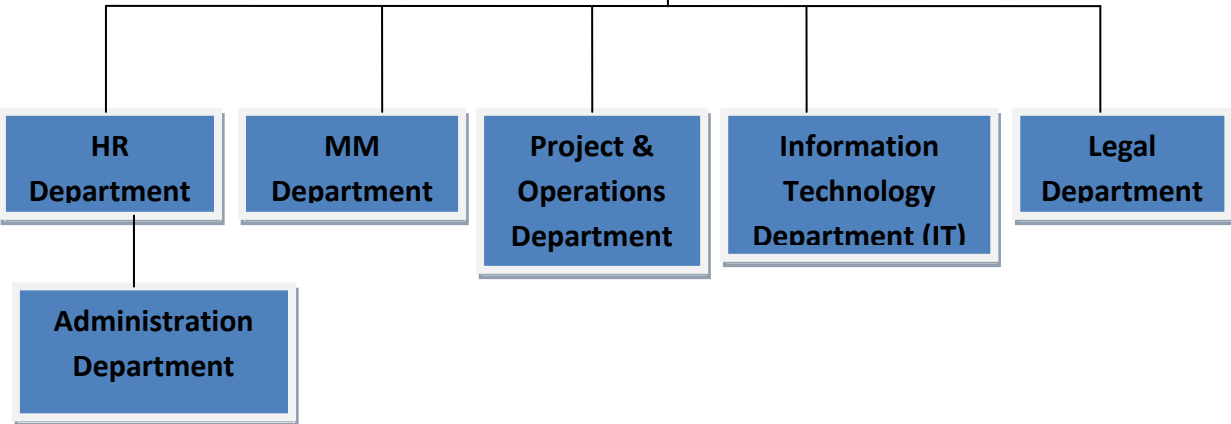 HR
Department
MM
Department
Project &
Operations
Department
Information
Technology
Department (IT)
Legal
Department
Administration
Department